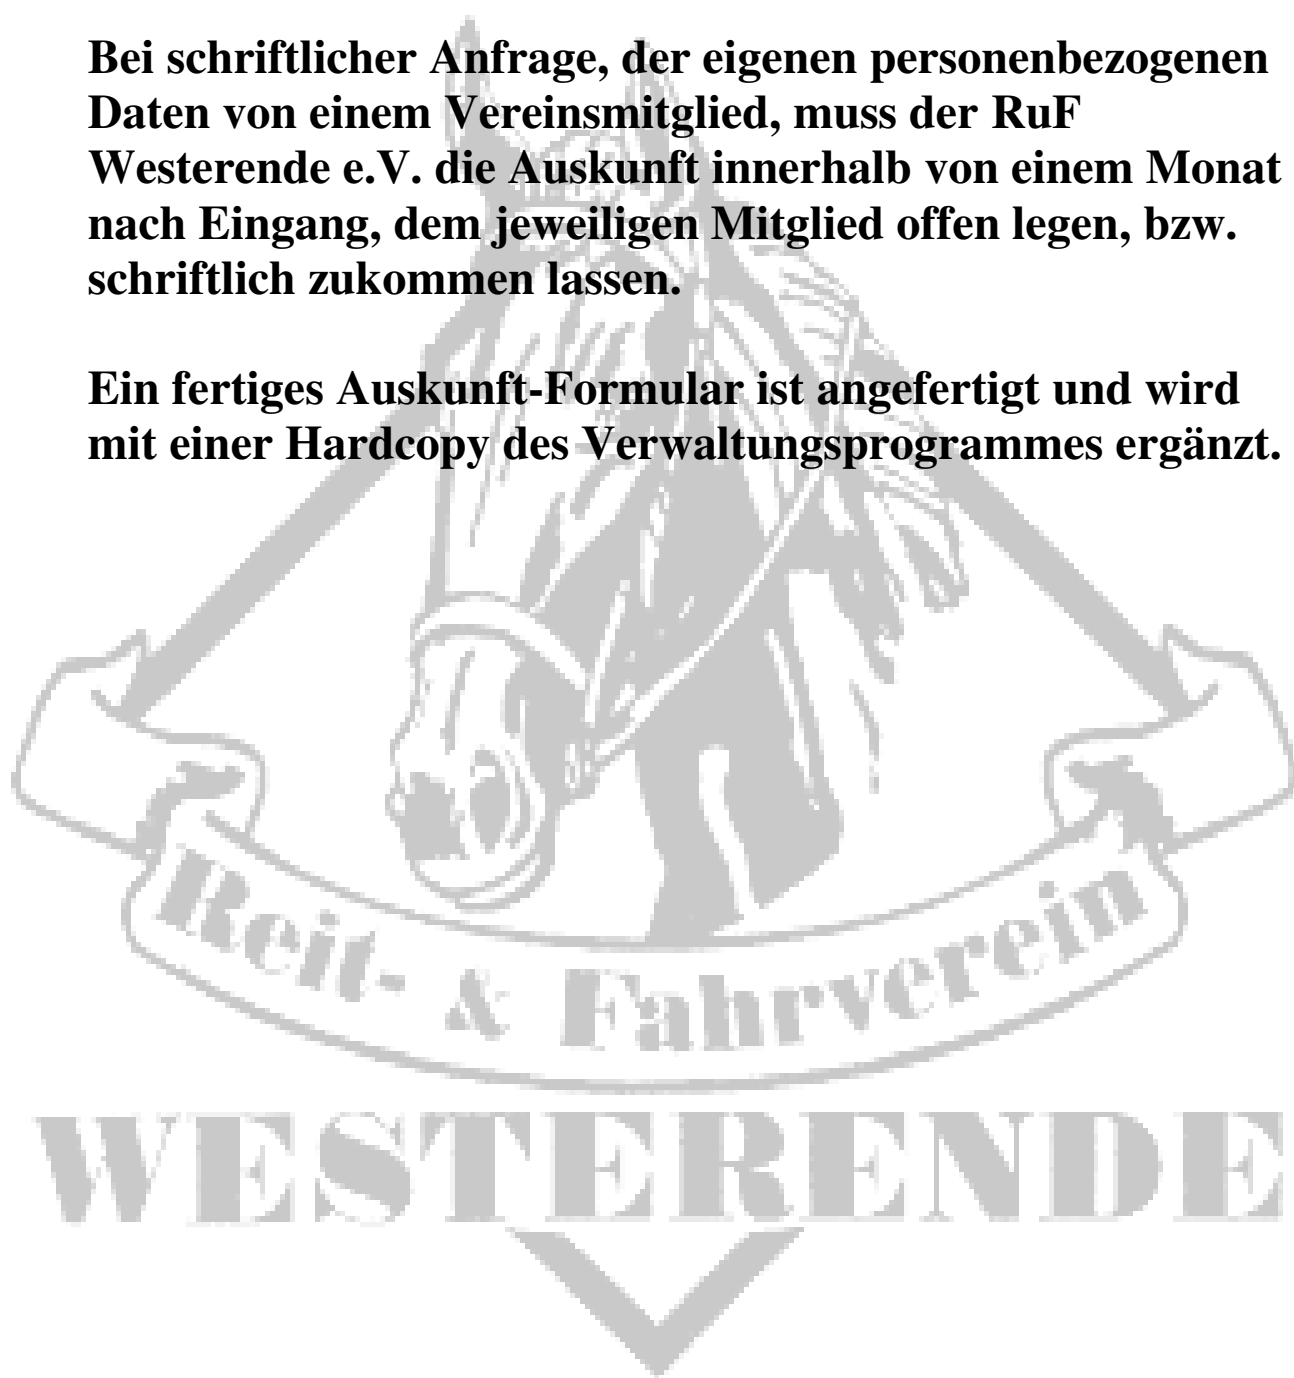 Bei schriftlicher Anfrage, der eigenen personenbezogenen
Daten von einem Vereinsmitglied, muss der RuF
Westerende e.V. die Auskunft innerhalb von einem Monat
nach Eingang, dem jeweiligen Mitglied offen legen, bzw.
schriftlich zukommen lassen.
Ein fertiges Auskunft-Formular ist angefertigt und wird
mit einer Hardcopy des Verwaltungsprogrammes ergänzt.
Reit- & Fahrverein
WESTERENDE